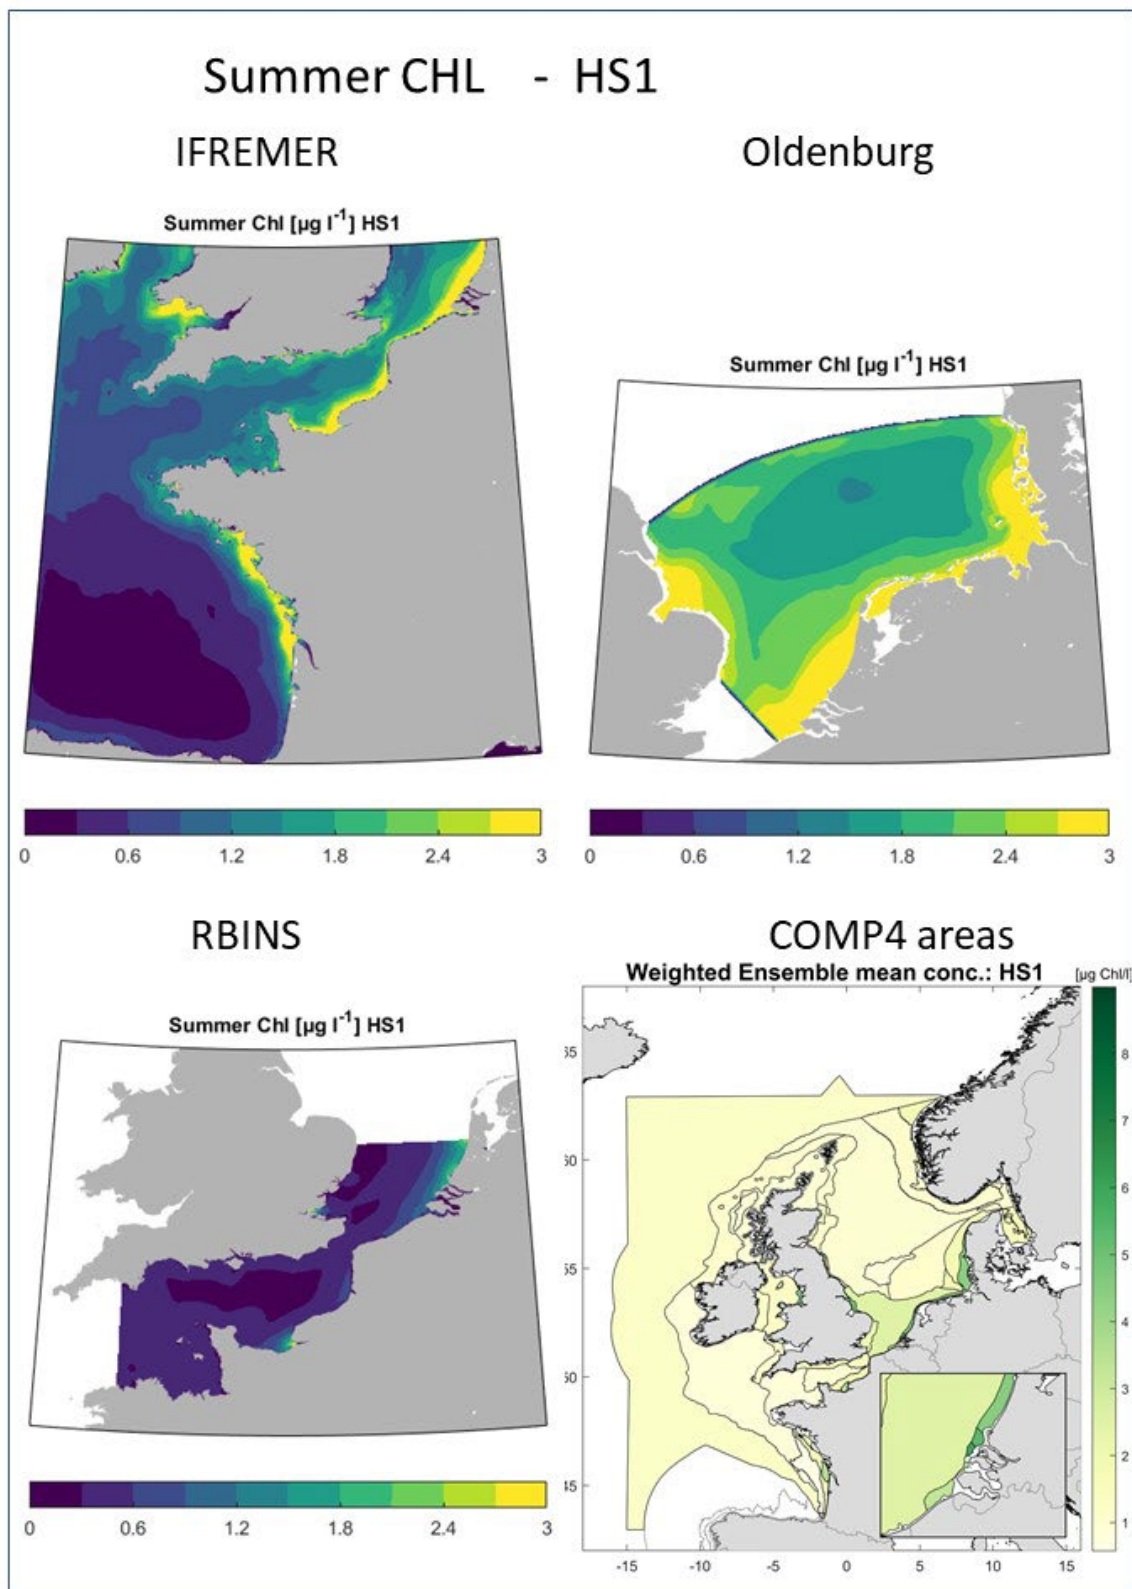 Summer CHL - HS1
IFREMER
Oldenburg
Summer Chl [µg l-1] HS1
Summer Chl [µg l-1] HS1
0 0.6 1.2 1.8 2.4 3
0 0.6 1.2 1.8 2.4 3
RBINS
COMP4 areas
Weighted Ensemble mean conc.: HS1 [µg Chl/l]
Summer Chl [µg l-1] HS1
0 0.6 1.2 1.8 2.4 3
8
7
6
5
4
3
2
1
-15 -10 -5 0 5 10 15